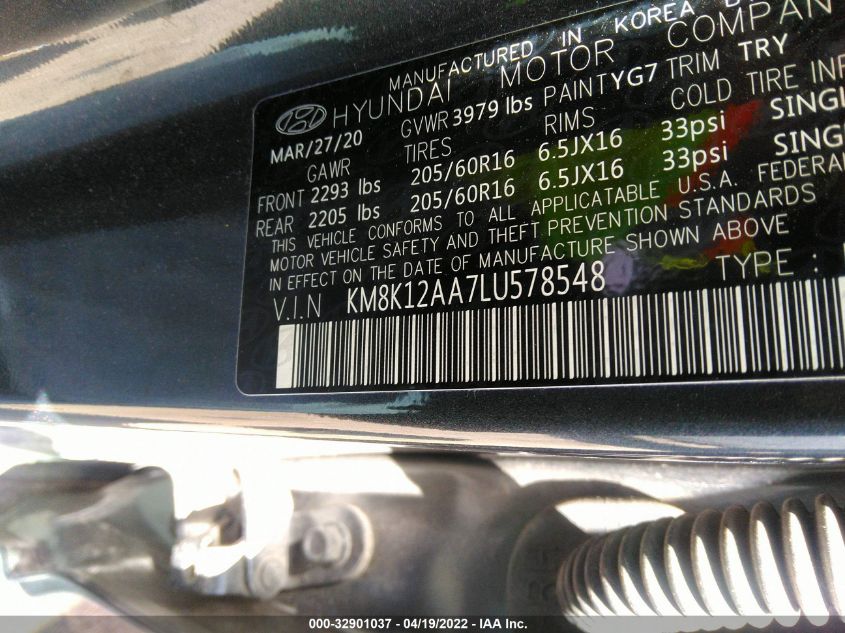 MANUFACTURED IN KOREA
HYUNDAI MOTOR COMPAN
MAR/27/20 GVWR 3979 lbs PAINT YG7 TRIM TRY
GAWR TIRES RIMS COLD TIRE INF
FRONT 2293 lbs 205/60R16 6.5JX16 33psi SINGL
REAR 2205 lbs 205/60R16 6.5JX16 33psi SINGL
THIS VEHICLE CONFORMS TO ALL APPLICATABLE U.S.A. FEDERAL
MOTOR VEHICLE SAFETY AND THEFT PREVENTION STANDARDS
IN EFFECT ON THE DATE OF MANUFACTURE SHOWN ABOVE
V.I.N KM8K12AA7LU578548 TYPE :
000-32901037 - 04/19/2022 - IAA Inc.